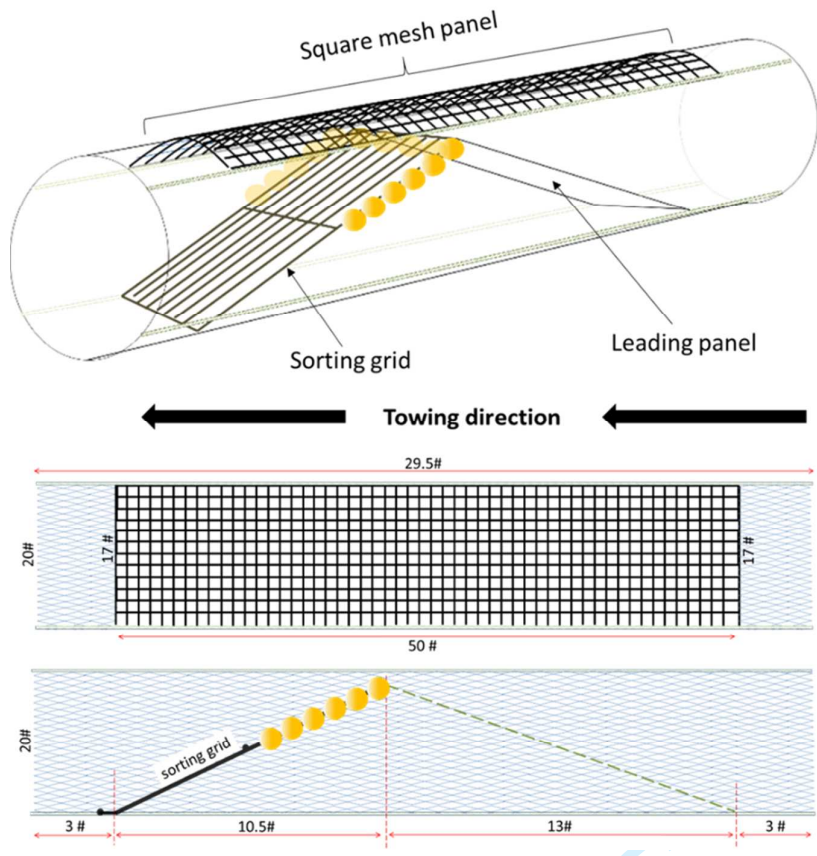 Square mesh panel
Sorting grid
Leading panel
Towing direction
29.5#
20#
17 #
17 #
50 #
20#
sorting grid
3 #
10.5#
13#
3 #